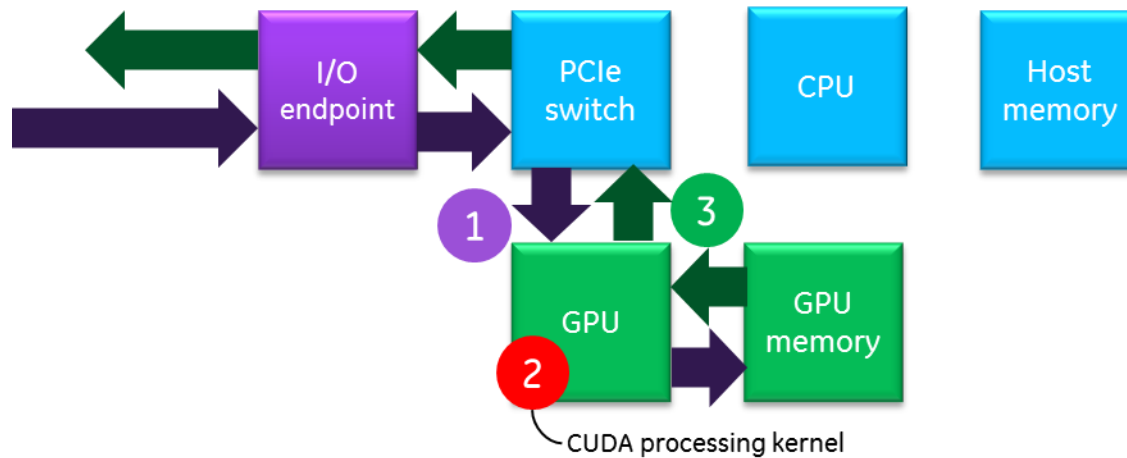 I/O
endpoint
PCIe
switch
CPU
Host
memory
1
3
GPU
GPU
memory
2
CUDA processing kernel